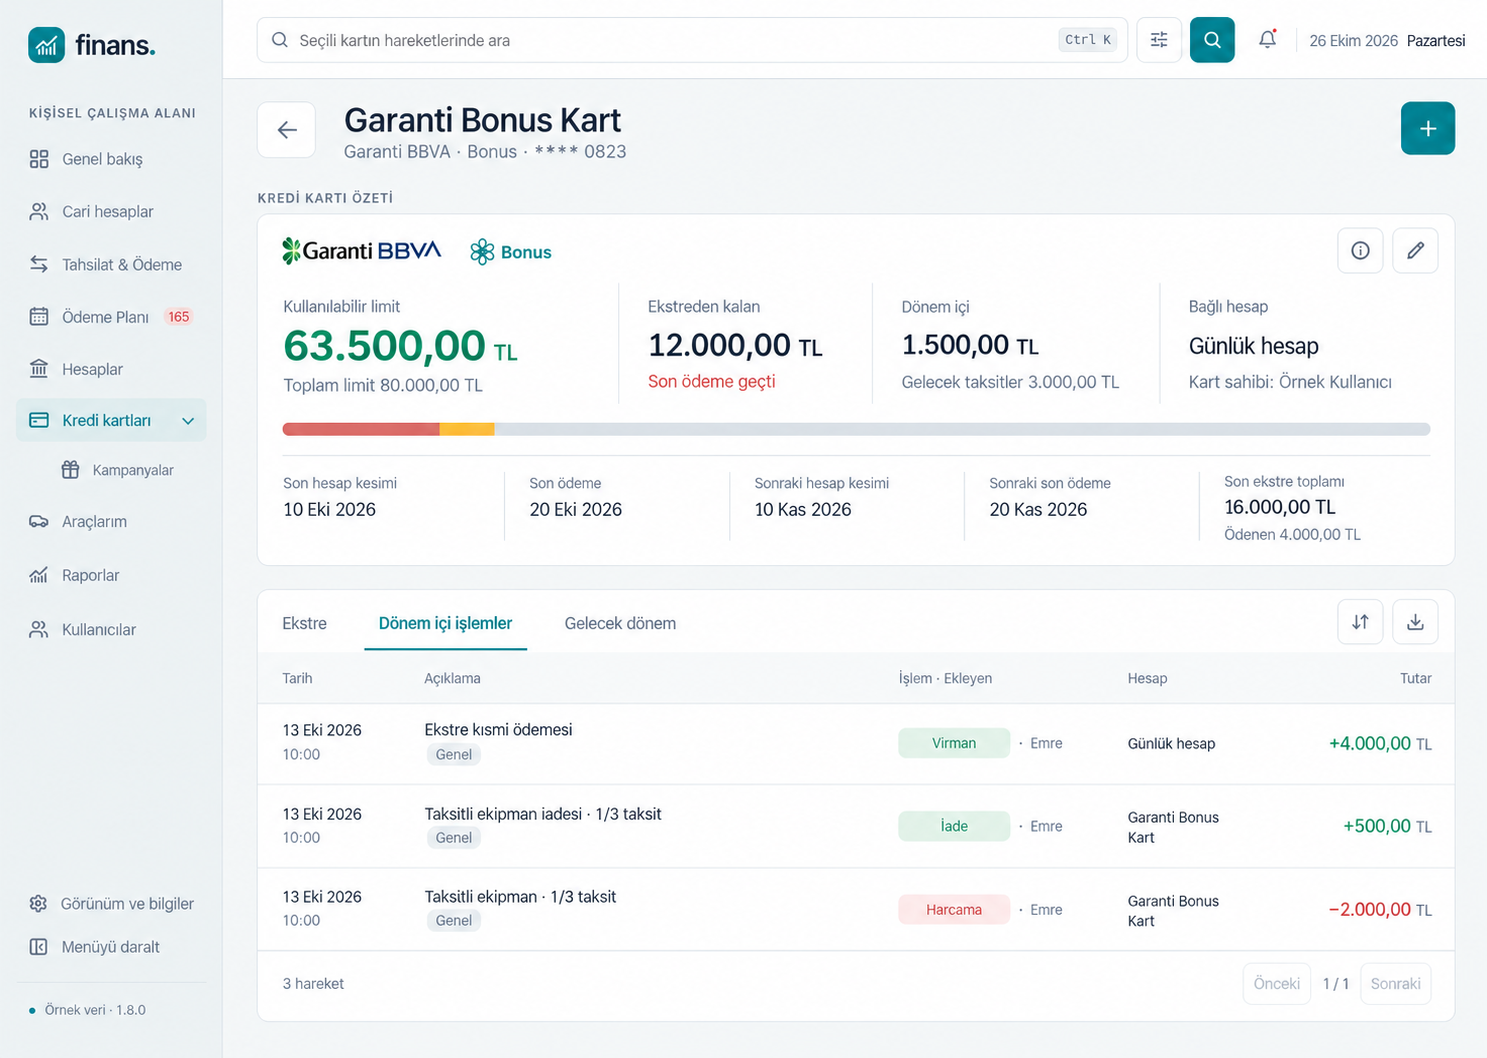 finans.
Seçili kartın hareketlerinde ara
Ctrl K
26 Ekim 2026 Pazartesi
KİŞİSEL ÇALIŞMA ALANI
Genel bakış
Cari hesaplar
Tahsilat & Ödeme
Ödeme Planı 165
Hesaplar
Kredi kartları
Kampanyalar
Araçlarım
Raporlar
Kullanıcılar
Görünüm ve bilgiler
Menüyü daralt
Örnek veri · 1.8.0
Garanti Bonus Kart
Garanti BBVA · Bonus · **** 0823
KREDİ KARTI ÖZETİ
Garanti BBVA
Bonus
Kullanılabilir limit
63.500,00 TL
Toplam limit 80.000,00 TL
Ekstreden kalan
12.000,00 TL
Son ödeme geçti
Dönem içi
1.500,00 TL
Gelecek taksitler 3.000,00 TL
Bağlı hesap
Günlük hesap
Kart sahibi: Örnek Kullanıcı
Son hesap kesimi
10 Eki 2026
Son ödeme
20 Eki 2026
Sonraki hesap kesimi
10 Kas 2026
Sonraki son ödeme
20 Kas 2026
Son ekstre toplamı
16.000,00 TL
Ödenen 4.000,00 TL
Ekstre
Dönem içi işlemler
Gelecek dönem
Tarih
Açıklama
İşlem · Ekleyen
Hesap
Tutar
13 Eki 2026
10:00
Ekstre kısmi ödemesi
Genel
Virman · Emre
Günlük hesap
+4.000,00 TL
13 Eki 2026
10:00
Taksitli ekipman iadesi · 1/3 taksit
Genel
İade · Emre
Garanti Bonus
Kart
+500,00 TL
13 Eki 2026
10:00
Taksitli ekipman · 1/3 taksit
Genel
Harcama · Emre
Garanti Bonus
Kart
−2.000,00 TL
3 hareket
Önceki
1 / 1
Sonraki